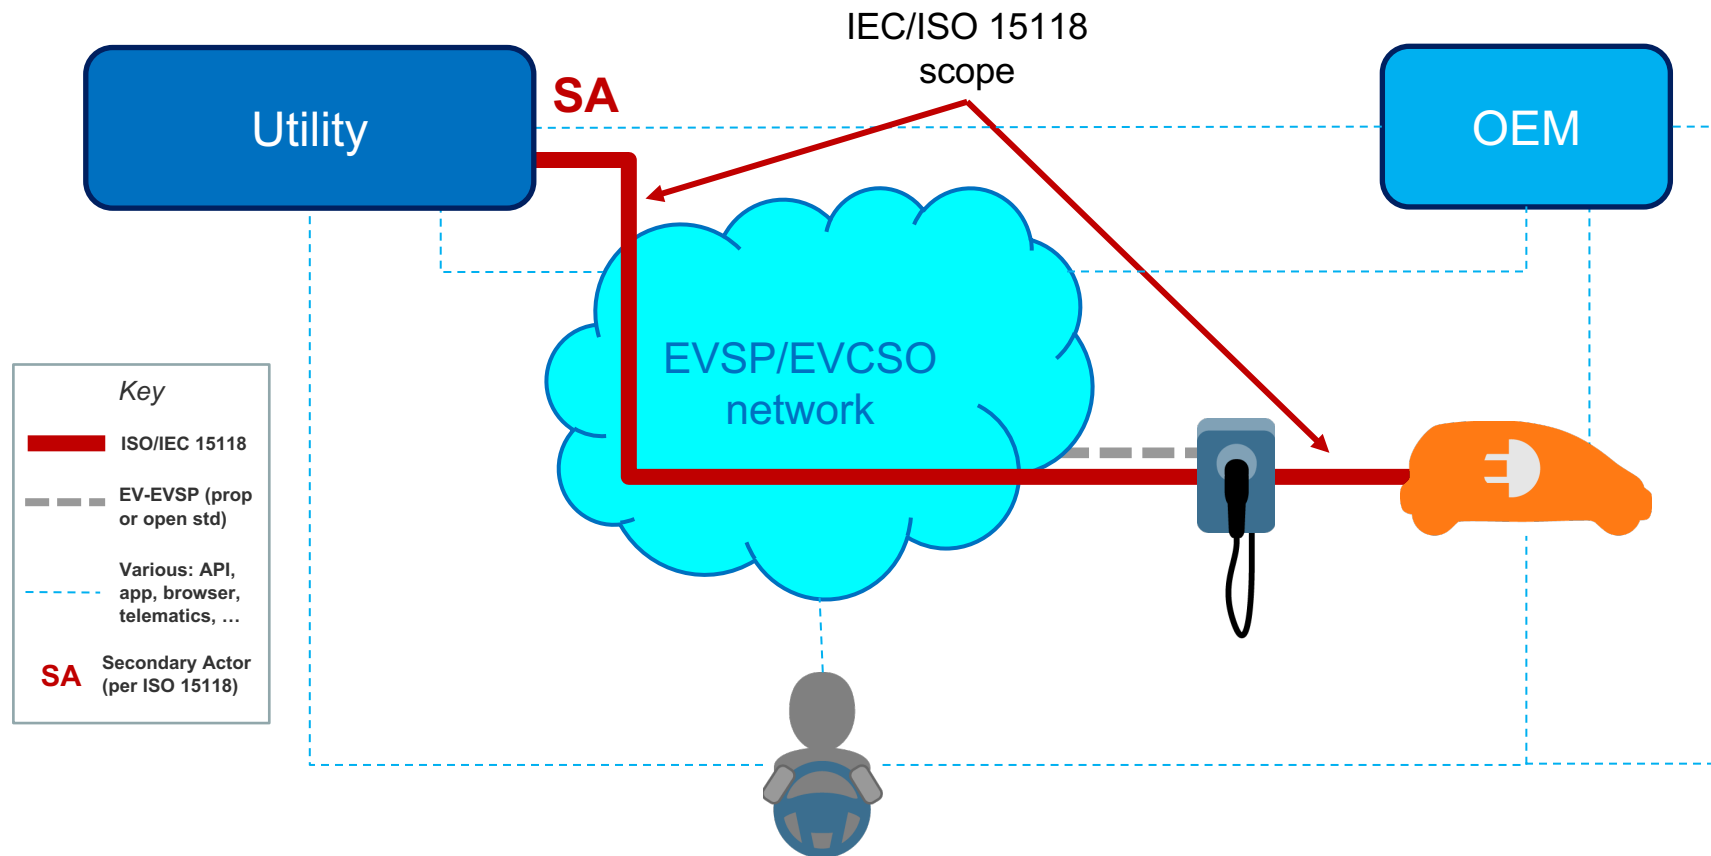 IEC/ISO 15118
scope
Utility
SA
OEM
EVSP/EVCSO
network
Key
ISO/IEC 15118
EV-EVSP (prop
or open std)
Various: API,
app, browser,
telematics, …
SA
Secondary Actor
(per ISO 15118)